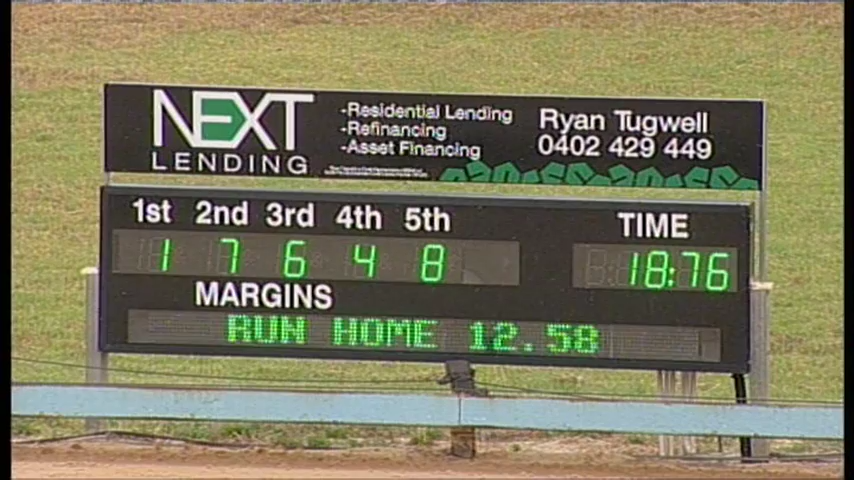 NEXT
LENDING
-Residential Lending
-Refinancing
-Asset Financing
Ryan Tugwell
0402 429 449
1st 2nd 3rd 4th 5th TIME
1 7 6 4 8 18:76
MARGINS
RUN HOME 12.58